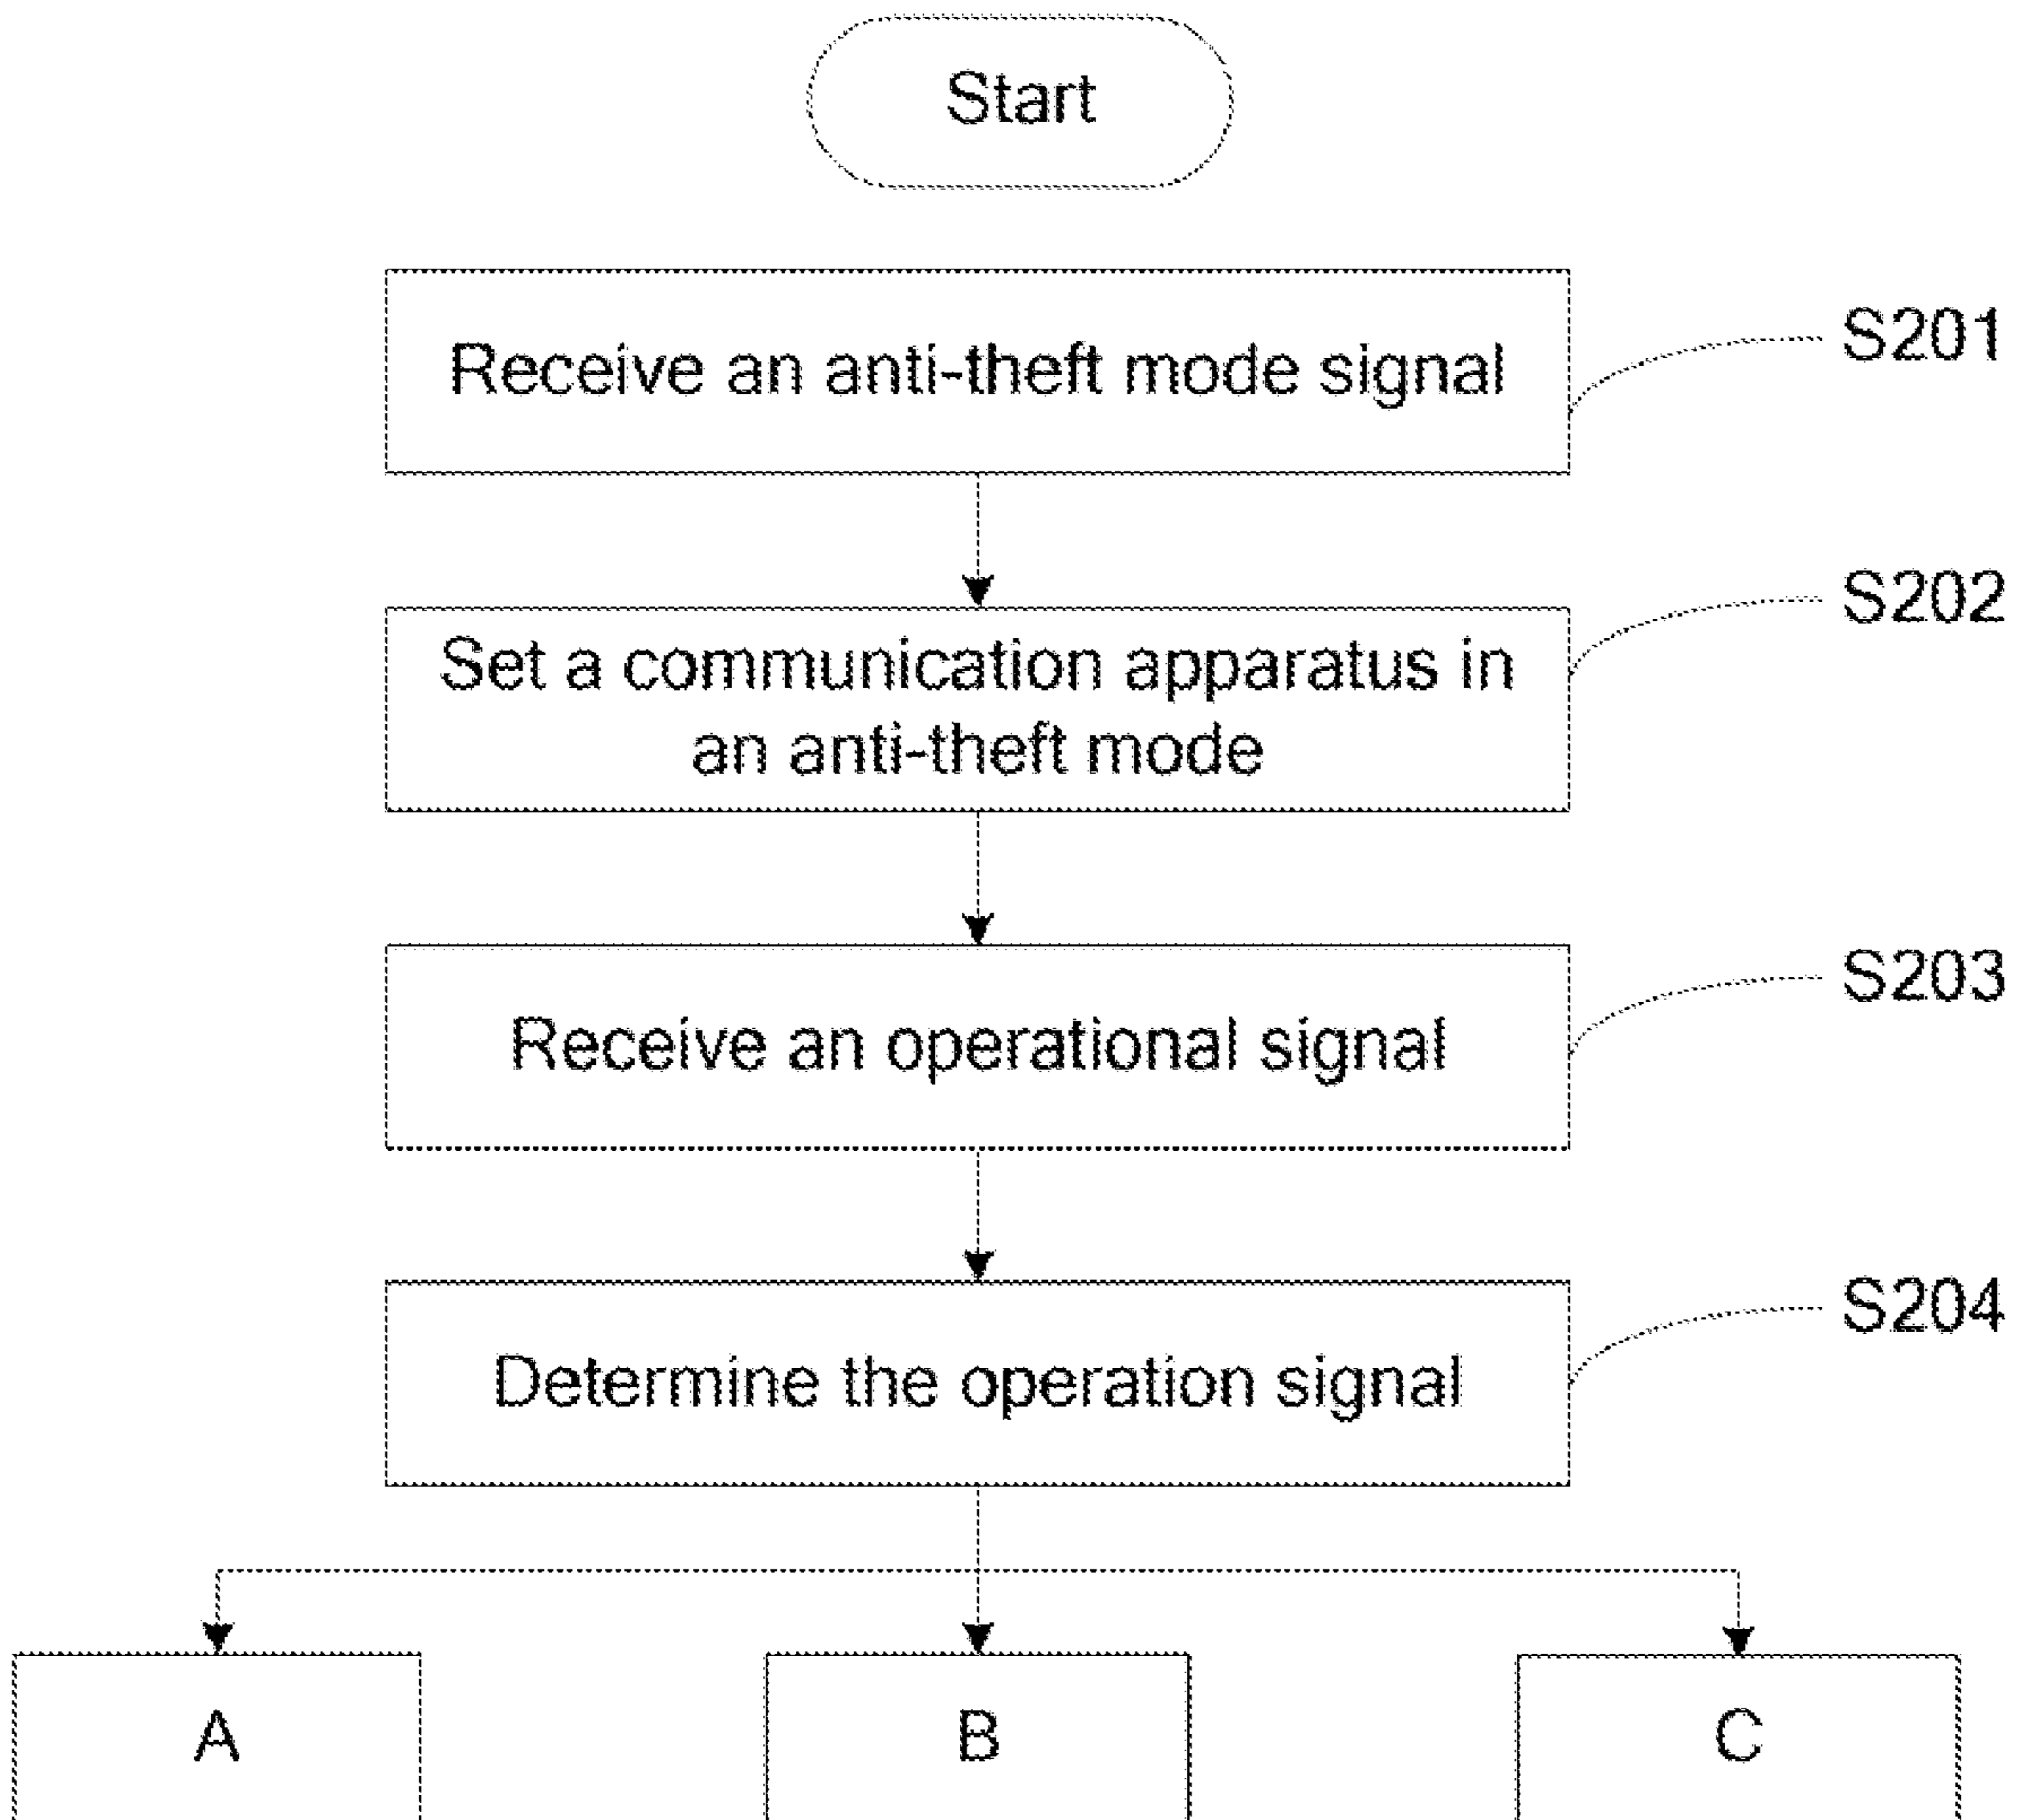 Start
Receive an anti-theft mode signal
S201
Set a communication apparatus in
an anti-theft mode
S202
Receive an operational signal
S203
Determine the operation signal
S204
A
B
C